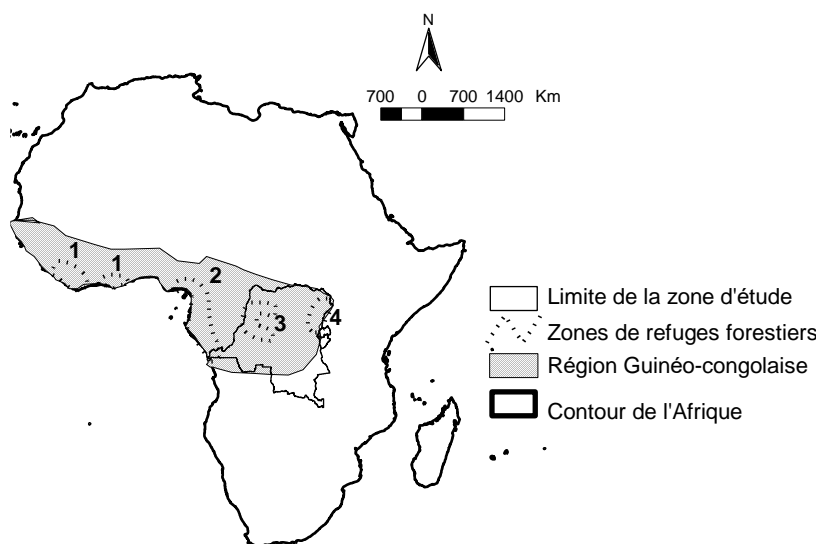 N
700 0 700 1400 Km
1
1
2
3
4
Limite de la zone d'étude
Zones de refuges forestiers
Région Guinéo-congolaise
Contour de l'Afrique